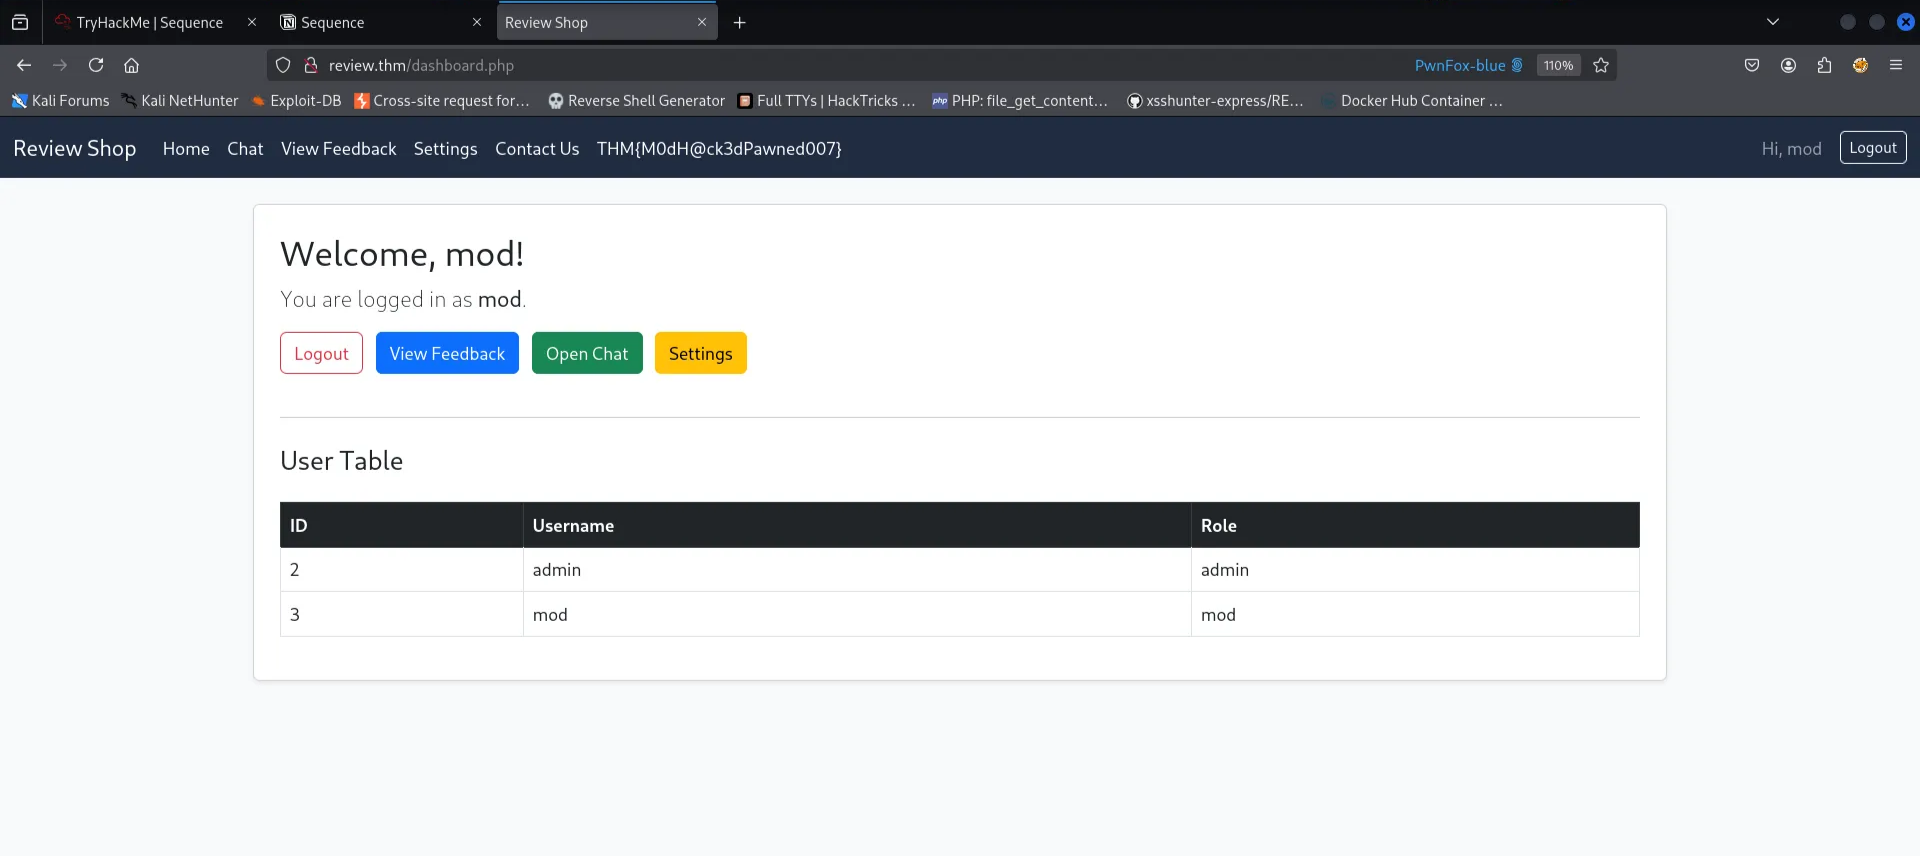 TryHackMe | Sequence
Sequence
Review Shop
review.thm/dashboard.php
PwnFox-blue
110%
Kali Forums
Kali NetHunter
Exploit-DB
Cross-site request for…
Reverse Shell Generator
Full TTYs | HackTricks …
php
PHP: file_get_content…
xsshunter-express/RE…
Docker Hub Container …
Review Shop
Home
Chat
View Feedback
Settings
Contact Us
THM{M0dH@ck3dPawned007}
Hi, mod
Logout
Welcome, mod!
You are logged in as mod.
Logout
View Feedback
Open Chat
Settings
User Table
ID Username Role
2 admin admin
3 mod mod